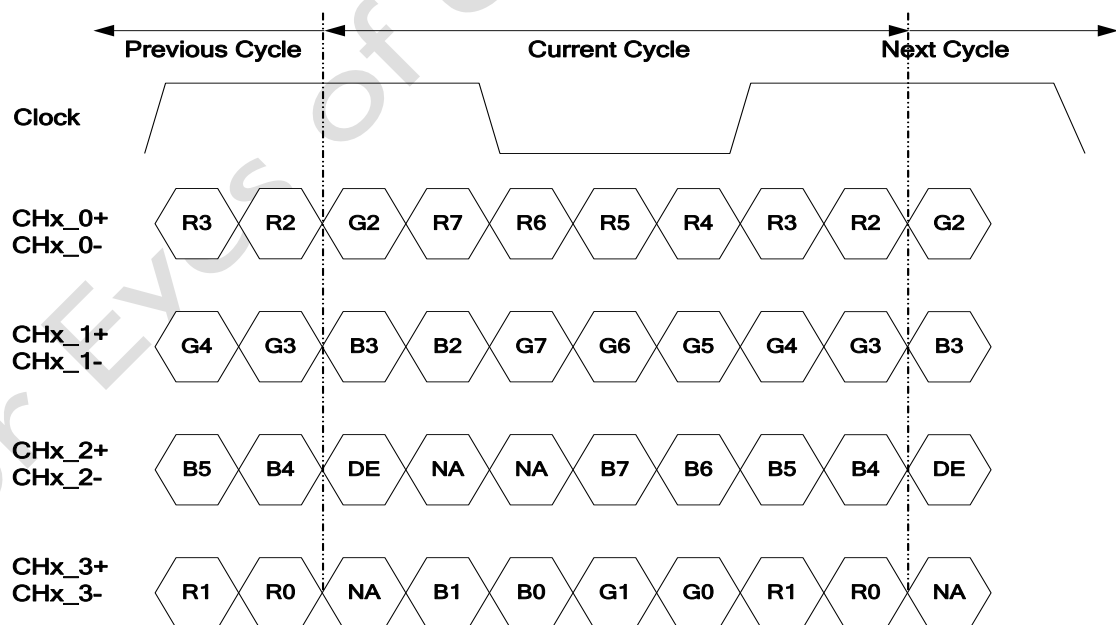 Previous Cycle Current Cycle Next Cycle
Clock
CHx_0+
CHx_0-
R3 R2 G2 R7 R6 R5 R4 R3 R2 G2
CHx_1+
CHx_1-
G4 G3 B3 B2 G7 G6 G5 G4 G3 B3
CHx_2+
CHx_2-
B5 B4 DE NA NA B7 B6 B5 B4 DE
CHx_3+
CHx_3-
R1 R0 NA B1 B0 G1 G0 R1 R0 NA
r Eyes of